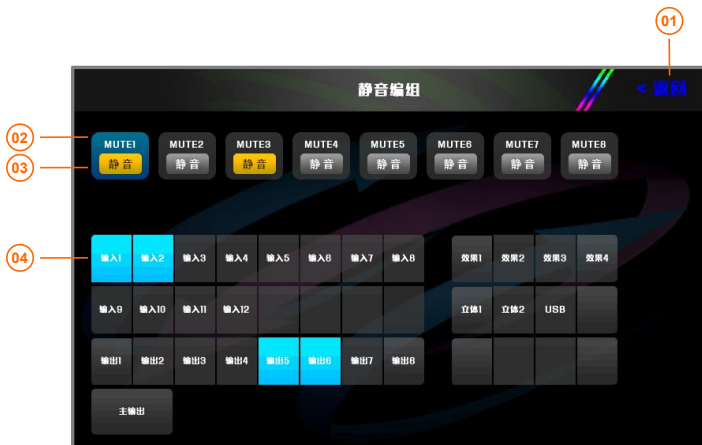 01
静音编组
< 返回
02
MUTE1 MUTE2 MUTE3 MUTE4 MUTE5 MUTE6 MUTE7 MUTE8
03
静音 静音 静音 静音 静音 静音 静音 静音
04
输入1 输入2 输入3 输入4 输入5 输入6 输入7 输入8 效果1 效果2 效果3 效果4
输入9 输入10 输入11 输入12 立体1 立体2 USB
输出1 输出2 输出3 输出4 输出5 输出6 输出7 输出8
主输出